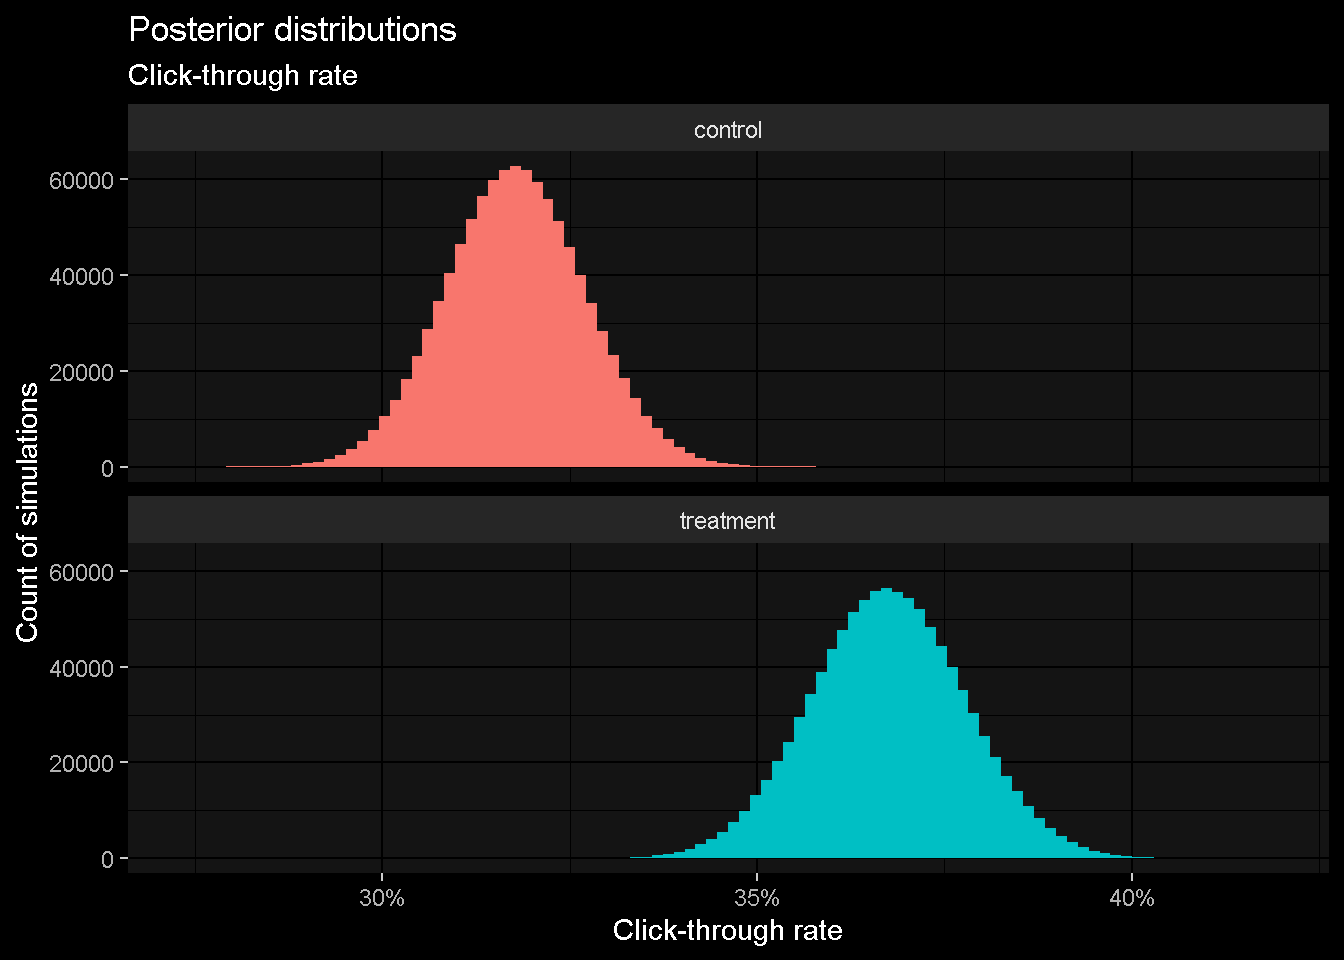 Posterior distributions
Click-through rate
control
60000
40000
20000
0
treatment
60000
40000
20000
0
30%
35%
40%
Click-through rate
Count of simulations